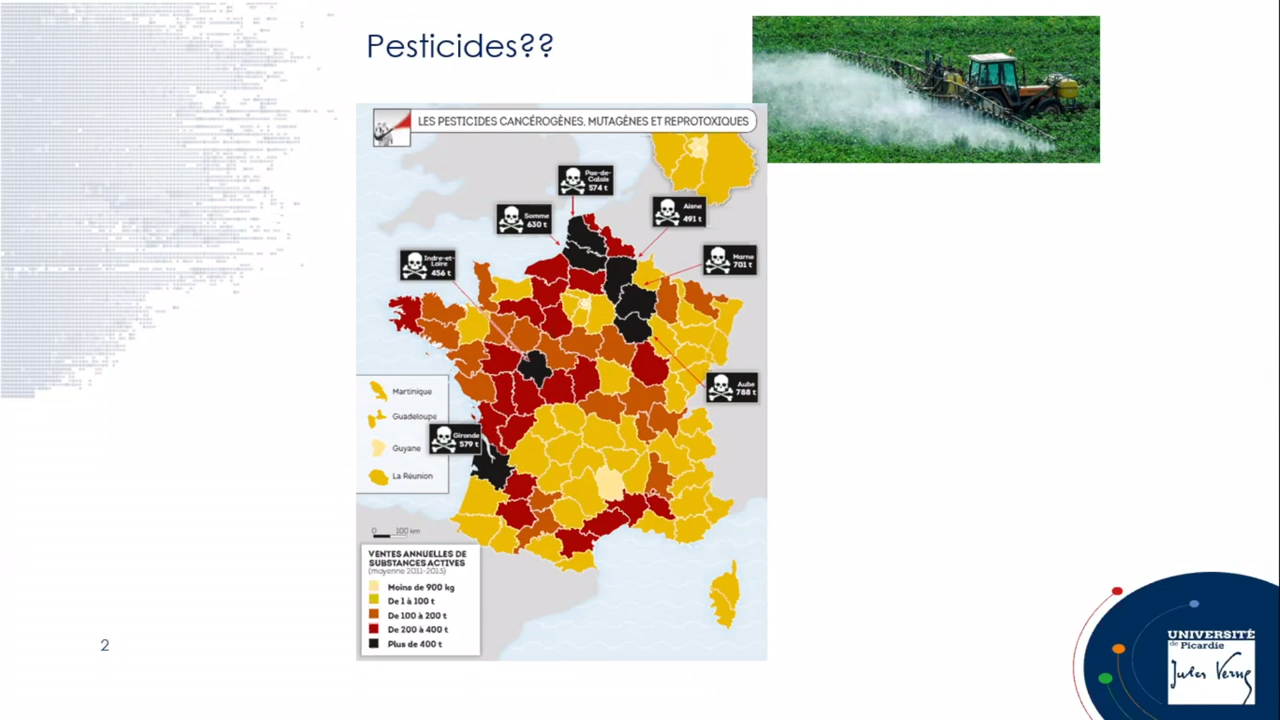 Pesticides??
LES PESTICIDES CANCÉROGÈNES, MUTAGÈNES ET REPROTOXIQUES
Pas-de-
Calais
574 t
Somme
630 t
Aisne
491 t
Indre-et-
Loire
456 t
Marne
701 t
Aube
788 t
Gironde
579 t
Martinique
Guadeloupe
Guyane
La Réunion
0 100 km
VENTES ANNUELLES DE
SUBSTANCES ACTIVES
(moyenne 2011-2013)
Moins de 900 kg
De 1 à 100 t
De 100 à 200 t
De 200 à 400 t
Plus de 400 t
2
UNIVERSITÉ
de Picardie
Jules Verne